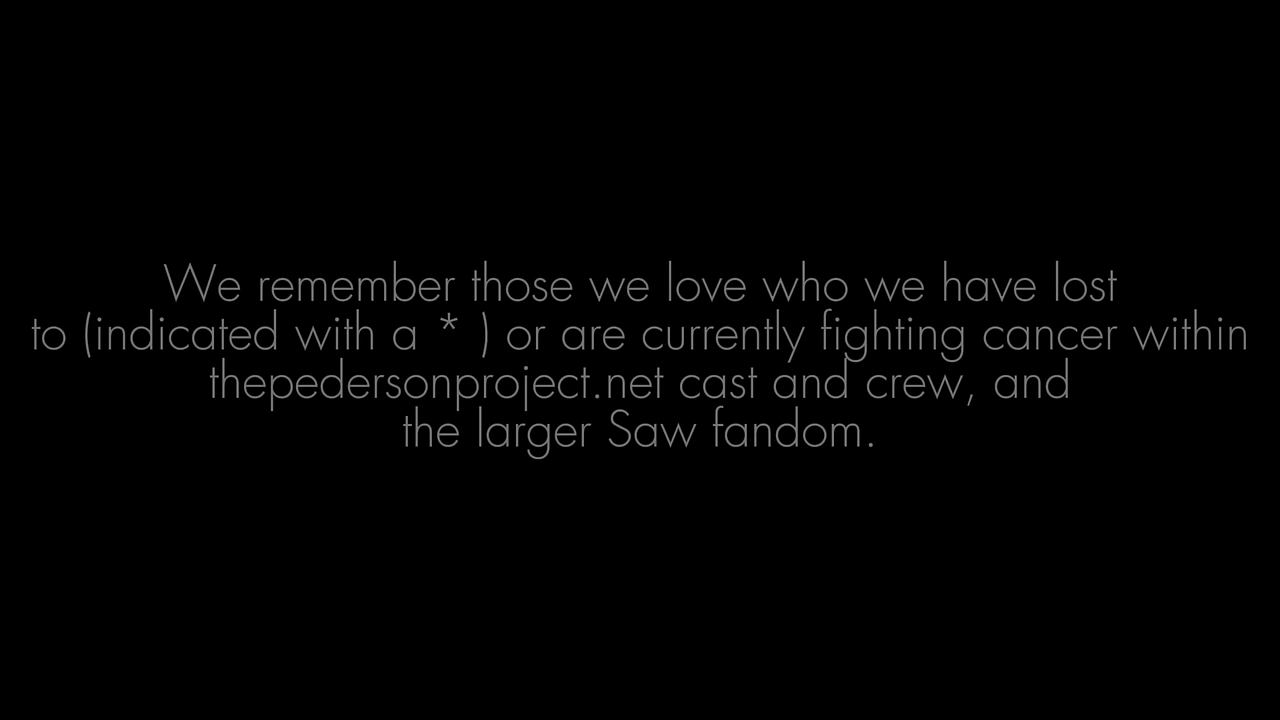 We remember those we love who we have lost
to (indicated with a * ) or are currently fighting cancer within
thepedersonproject.net cast and crew, and
the larger Saw fandom.